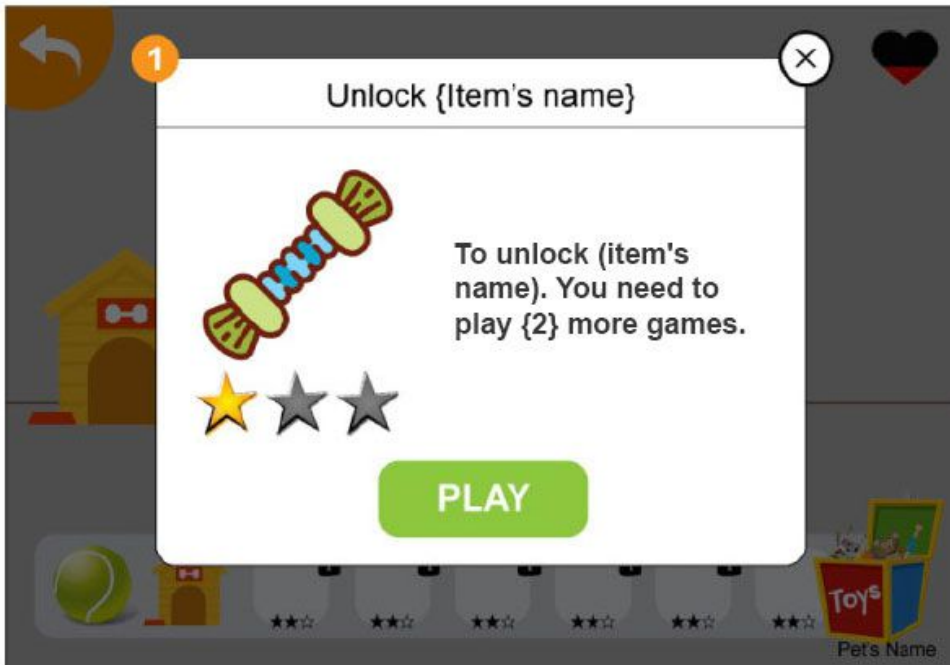 1
Unlock {Item's name}
To unlock (item's
name). You need to
play {2} more games.
PLAY
Toys
Pet's Name